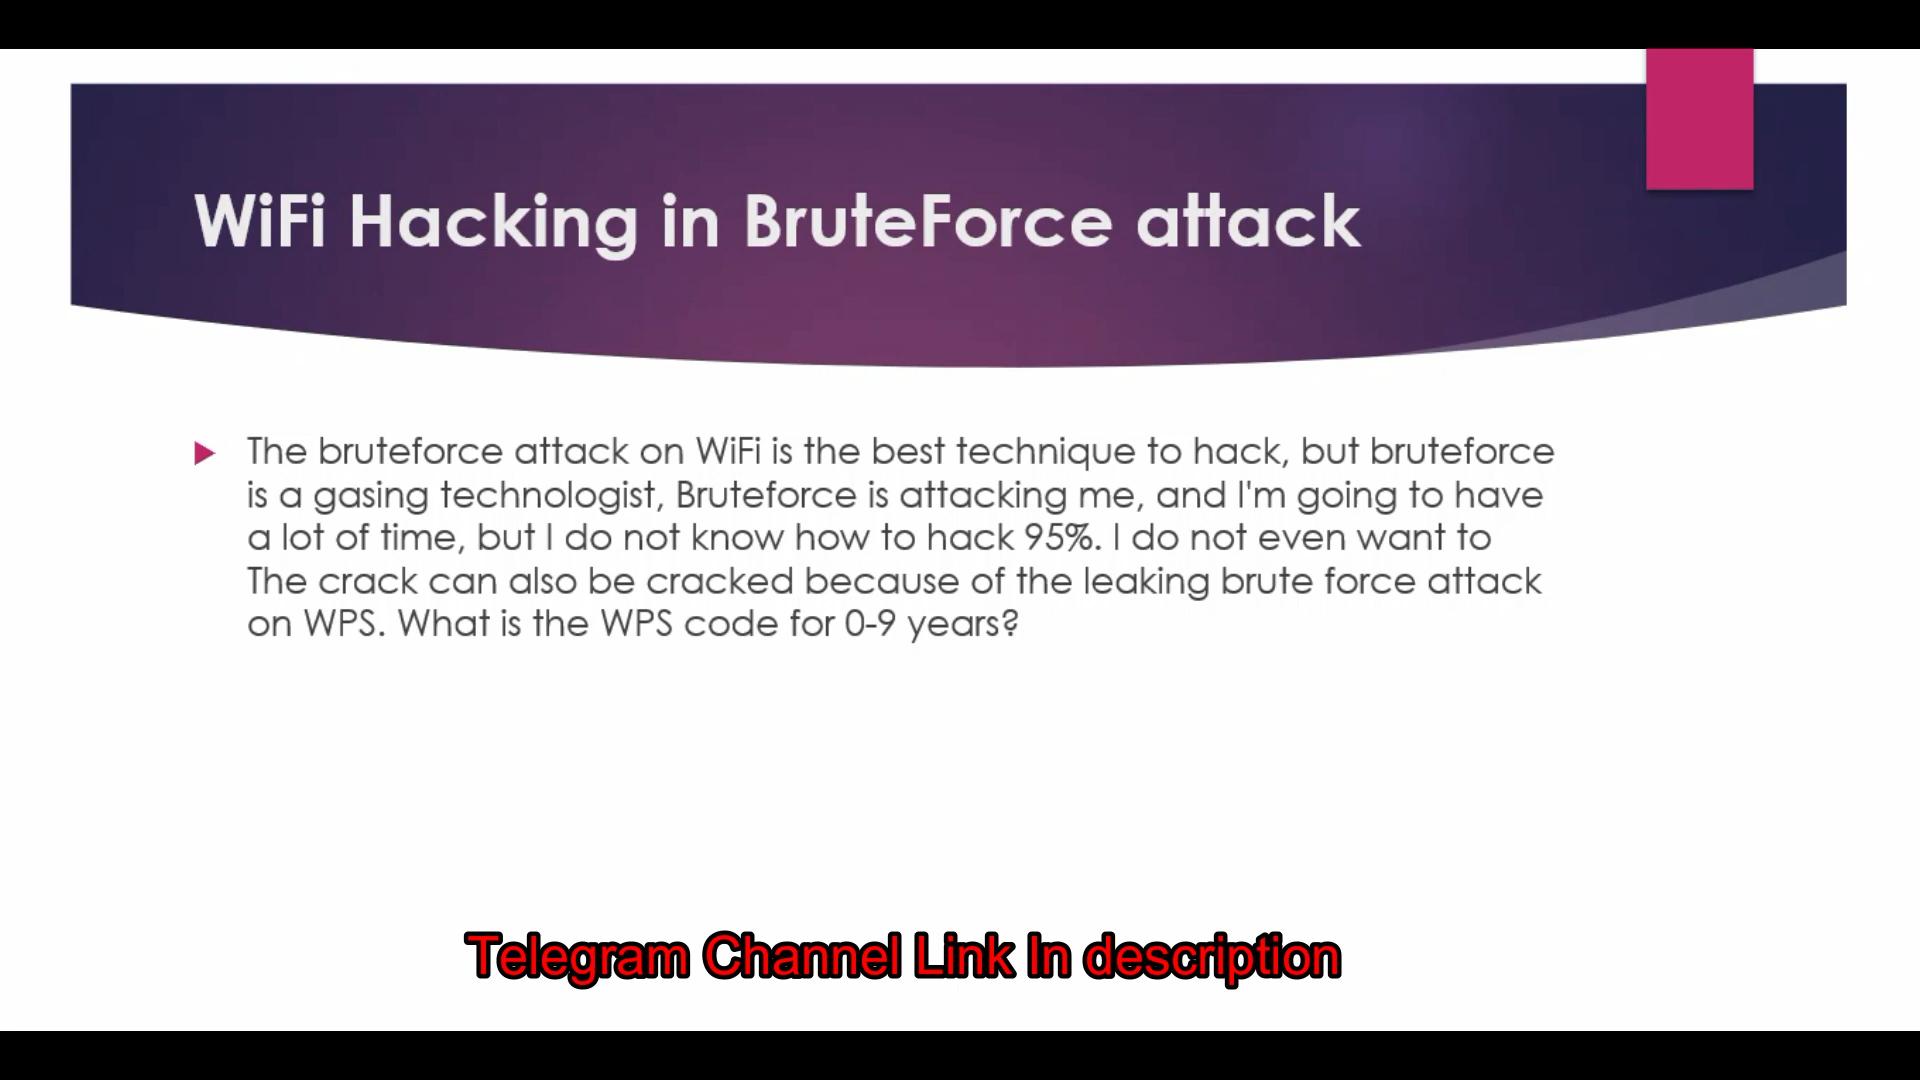 WiFi Hacking in BruteForce attack
The bruteforce attack on WiFi is the best technique to hack, but bruteforce
is a gasing technologist, Bruteforce is attacking me, and I'm going to have
a lot of time, but I do not know how to hack 95%. I do not even want to
The crack can also be cracked because of the leaking brute force attack
on WPS. What is the WPS code for 0-9 years?
Telegram Channel Link In description